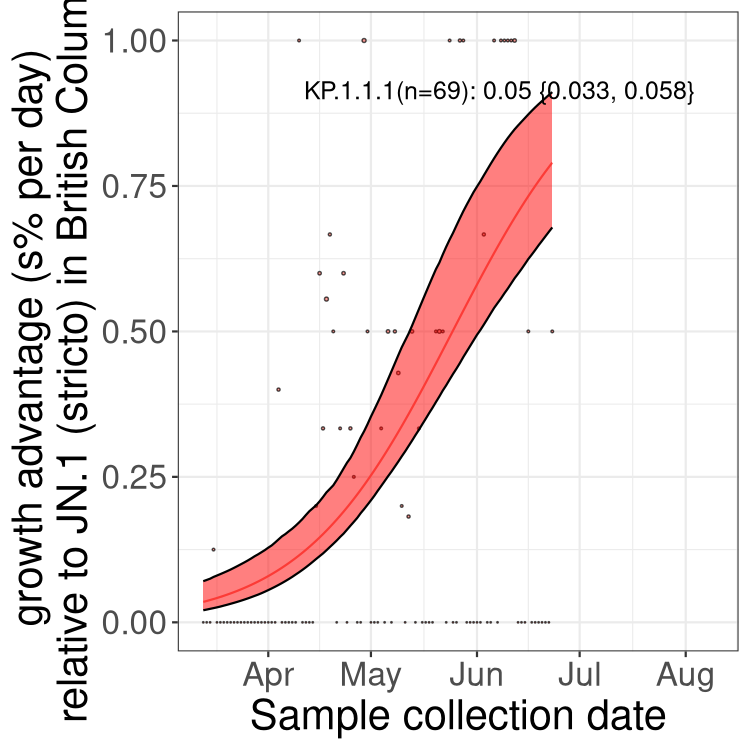 growth advantage (s% per day)
relative to JN.1 (stricto) in British Colum
1.00
0.75
0.50
0.25
0.00
KP.1.1.1(n=69): 0.05 {0.033, 0.058}
Apr May Jun Jul Aug
Sample collection date